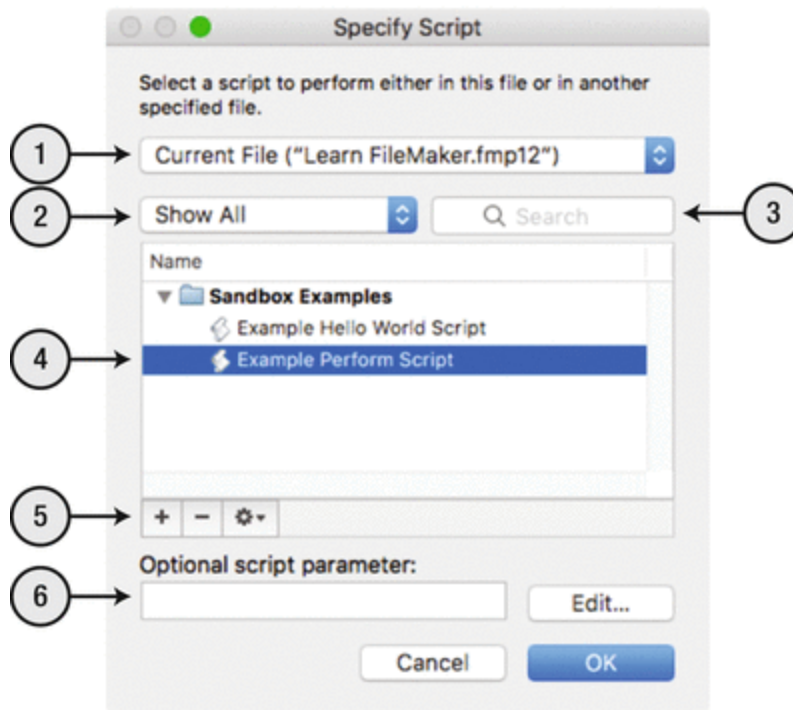 Specify Script
Select a script to perform either in this file or in another
specified file.
1
Current File (“Learn FileMaker.fmp12”)
2
Show All
Search
3
Name
Sandbox Examples
Example Hello World Script
4
Example Perform Script
5
+ −
Optional script parameter:
6
Edit...
Cancel
OK